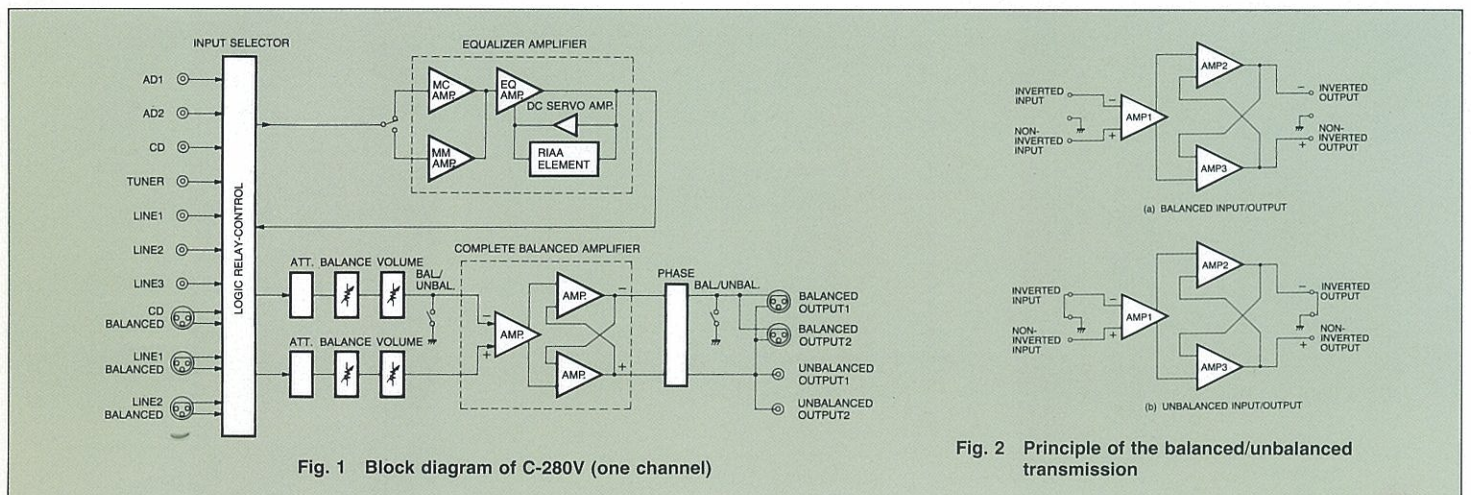 INPUT SELECTOR
AD1
AD2
CD
TUNER
LINE1
LINE2
LINE3
CD
BALANCED
LINE1
BALANCED
LINE2
BALANCED
LOGIC RELAY-CONTROL
EQUALIZER AMPLIFIER
MC
AMP.
MM
AMP.
EQ
AMP.
DC SERVO AMP.
RIAA
ELEMENT
ATT. BALANCE VOLUME
BAL/
UNBAL.
ATT. BALANCE VOLUME
COMPLETE BALANCED AMPLIFIER
AMP.
−
+
AMP.
−
AMP.
+
PHASE
BAL./UNBAL.
BALANCED
OUTPUT1
BALANCED
OUTPUT2
UNBALANCED
OUTPUT1
UNBALANCED
OUTPUT2
Fig. 1 Block diagram of C-280V (one channel)
INVERTED
INPUT
NON-
INVERTED
INPUT
−
+
AMP1
AMP2
AMP3
− INVERTED
OUTPUT
NON-
INVERTED
+ OUTPUT
(a) BALANCED INPUT/OUTPUT
INVERTED
INPUT
NON-
INVERTED
INPUT
−
+
AMP1
AMP2
AMP3
− INVERTED
OUTPUT
NON-
INVERTED
+ OUTPUT
(b) UNBALANCED INPUT/OUTPUT
Fig. 2 Principle of the balanced/unbalanced
transmission